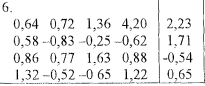 6.
0,64 0,72 1,36 4,20 2,23
0,58 –0,83 –0,25 –0,62 1,71
0,86 0,77 1,63 0,88 -0,54
1,32 –0,52 –0 65 1,22 0,65